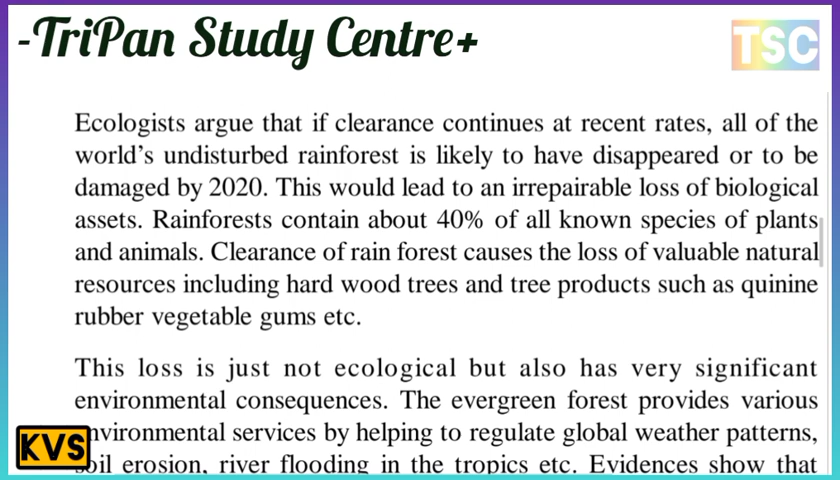 -TriPan Study Centre+
TSC
Ecologists argue that if clearance continues at recent rates, all of the
world's undisturbed rainforest is likely to have disappeared or to be
damaged by 2020. This would lead to an irrepairable loss of biological
assets. Rainforests contain about 40% of all known species of plants
and animals. Clearance of rain forest causes the loss of valuable natural
resources including hard wood trees and tree products such as quinine
rubber vegetable gums etc.
This loss is just not ecological but also has very significant
environmental consequences. The evergreen forest provides various
nvironmental services by helping to regulate global weather patterns,
KVS
oil erosion, river flooding in the tropics etc. Evidences show that